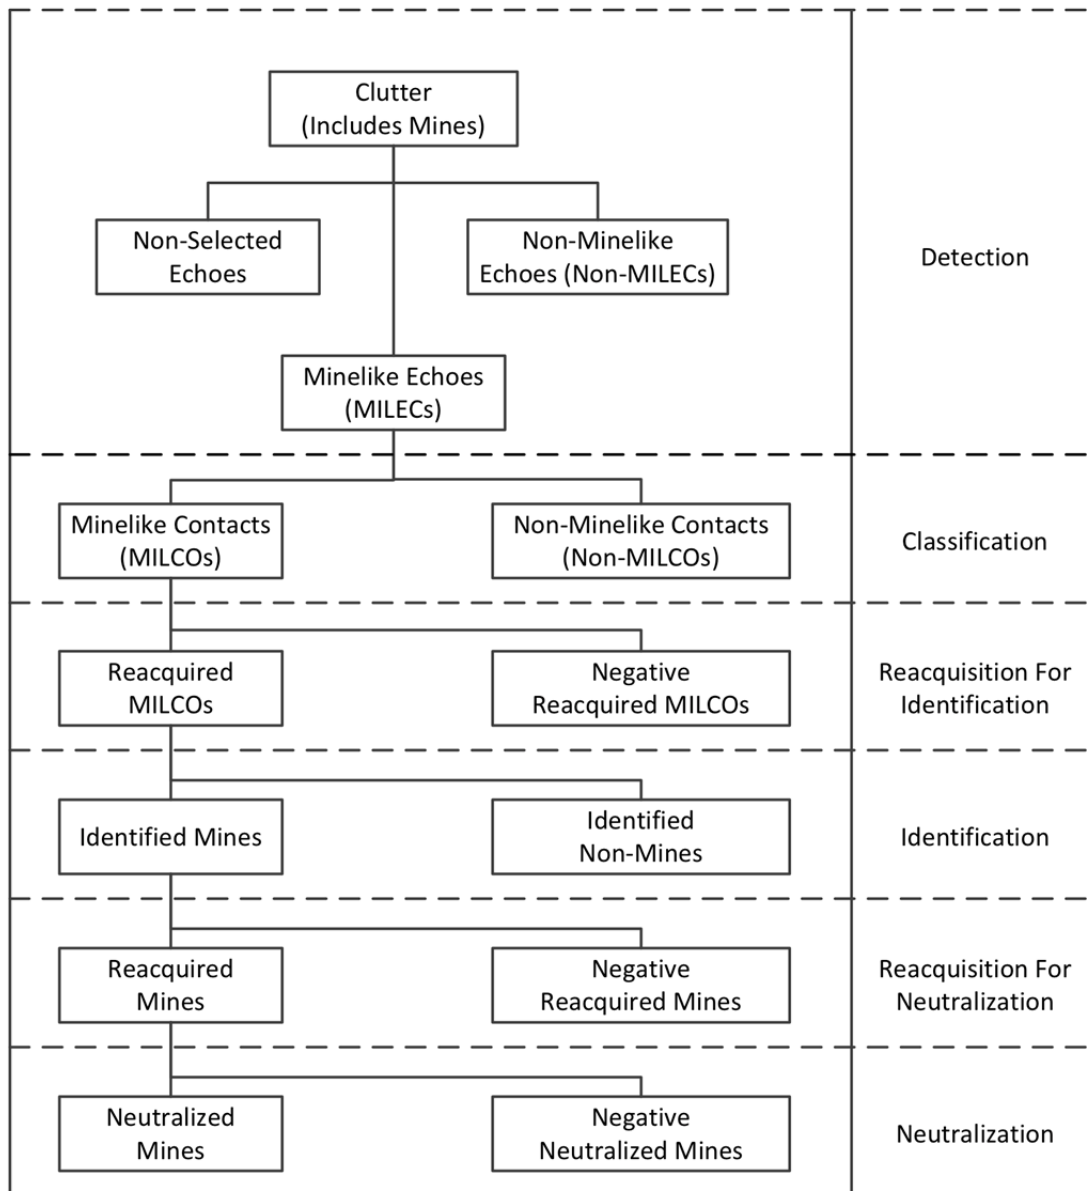 Clutter
(Includes Mines)
Non-Selected
Echoes
Non-Minelike
Echoes (Non-MILECs)
Detection
Minelike Echoes
(MILECs)
Minelike Contacts
(MILCOs)
Non-Minelike Contacts
(Non-MILCOs)
Classification
Reacquired
MILCOs
Negative
Reacquired MILCOs
Reacquisition For
Identification
Identified Mines
Identified
Non-Mines
Identification
Reacquired
Mines
Negative
Reacquired Mines
Reacquisition For
Neutralization
Neutralized
Mines
Negative
Neutralized Mines
Neutralization